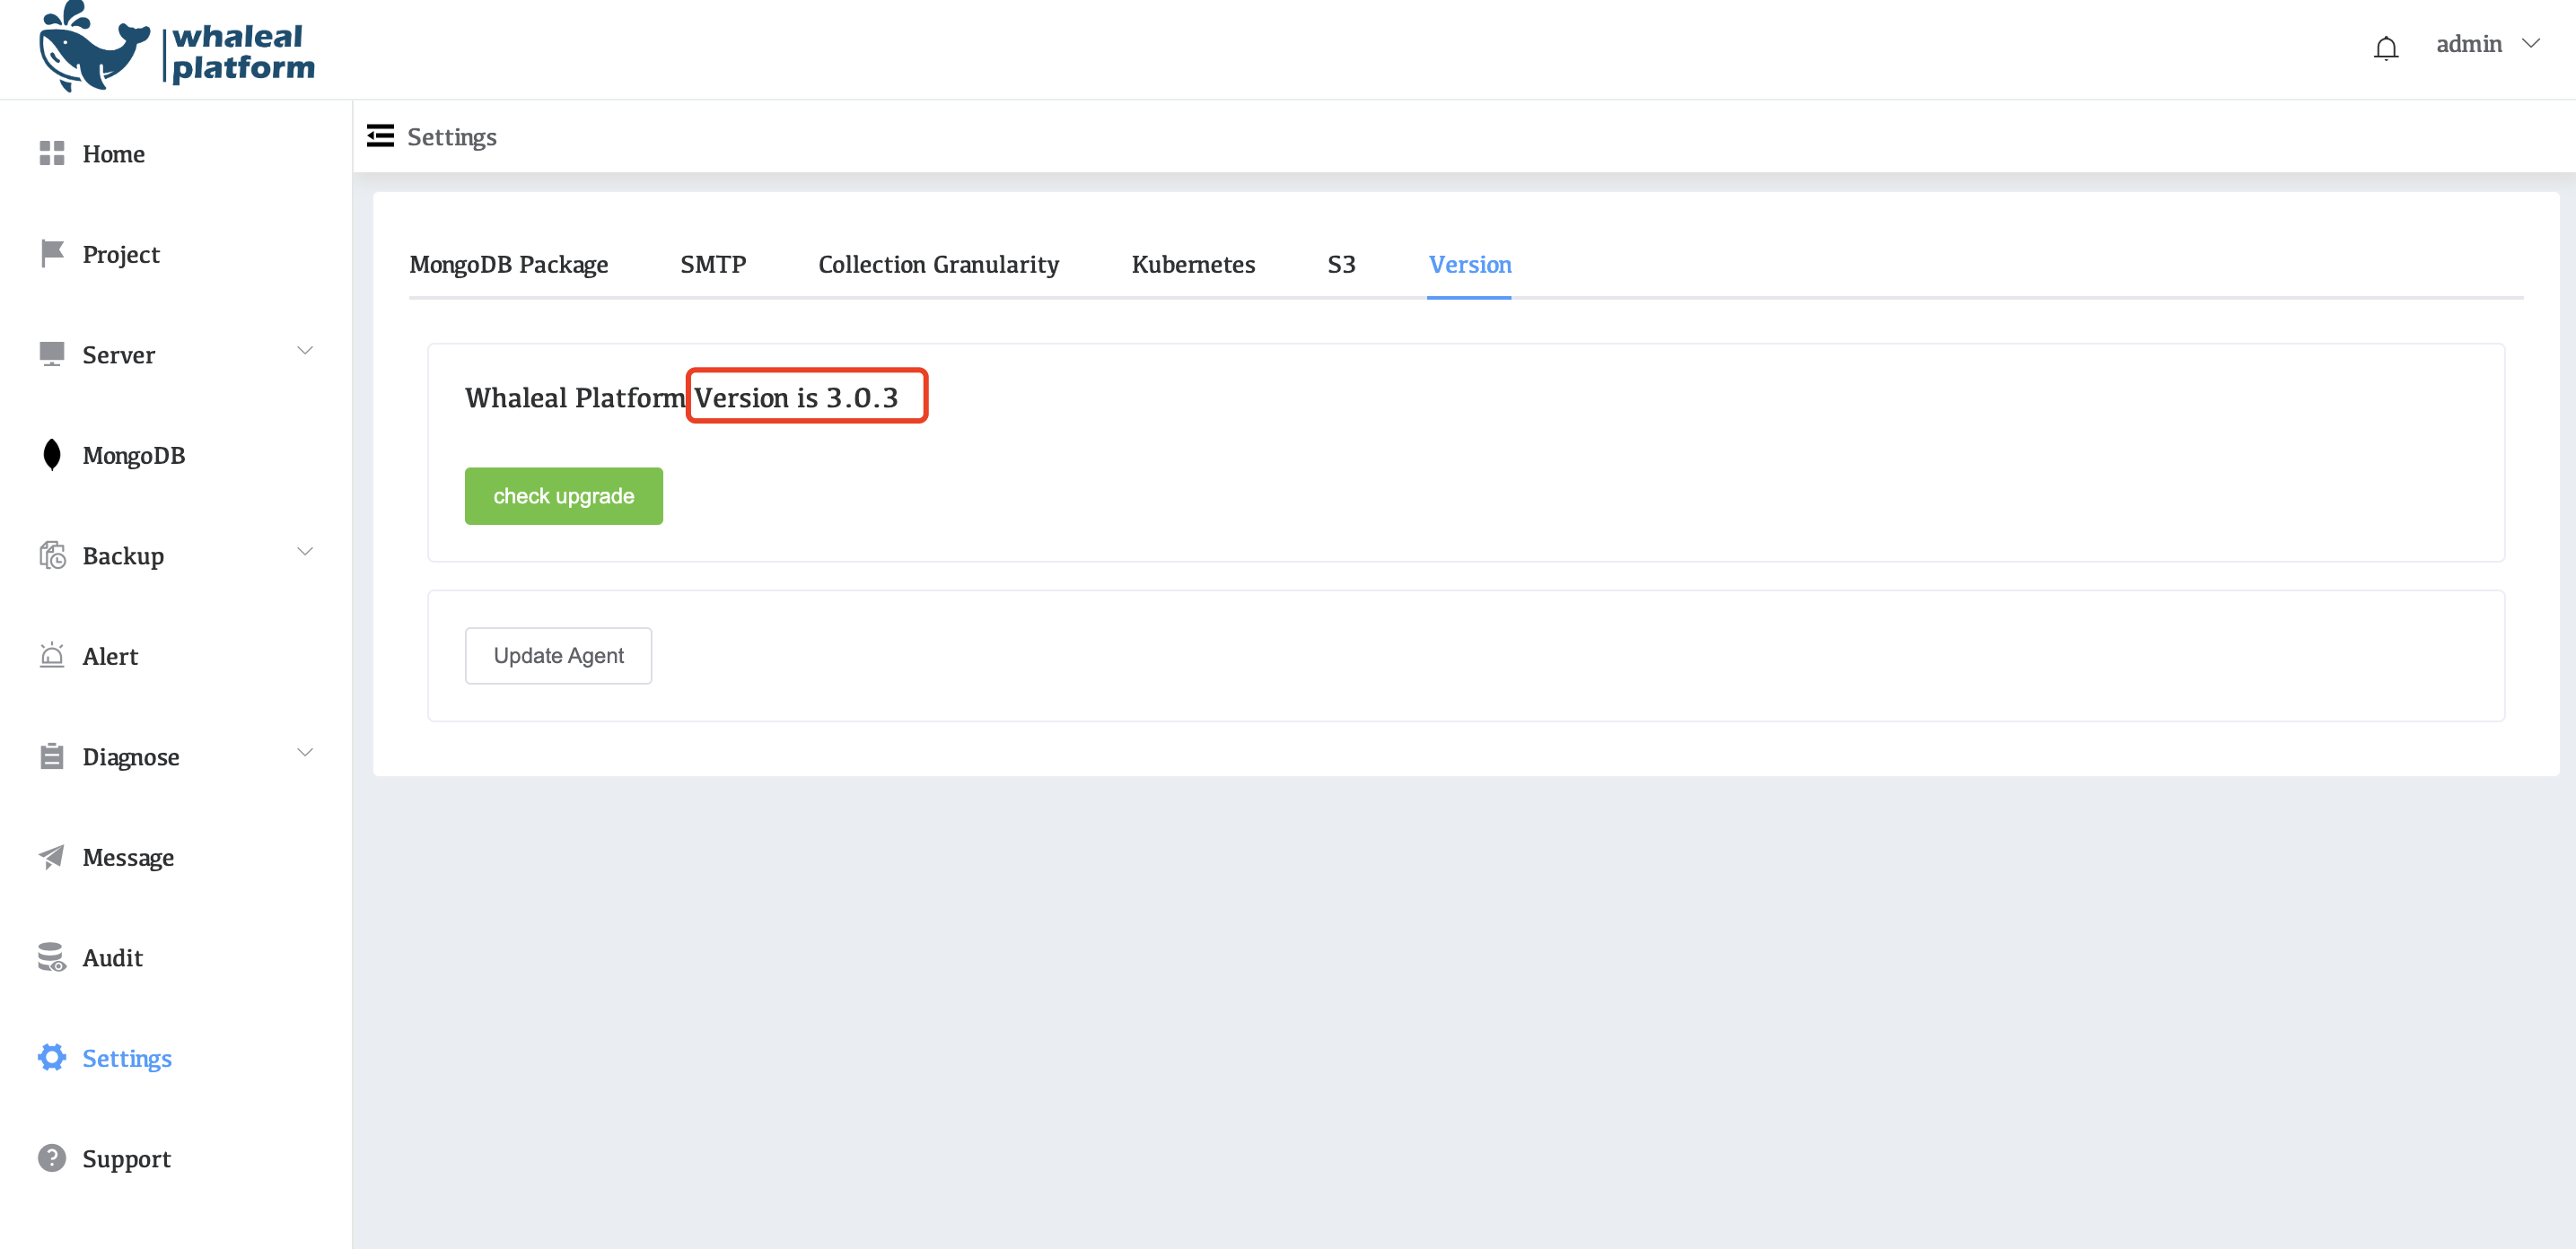 whaleal
platform
admin
Settings
Home
Project
Server
MongoDB
Backup
Alert
Diagnose
Message
Audit
Settings
Support
MongoDB Package SMTP Collection Granularity Kubernetes S3 Version
Whaleal Platform Version is 3.0.3
check upgrade
Update Agent